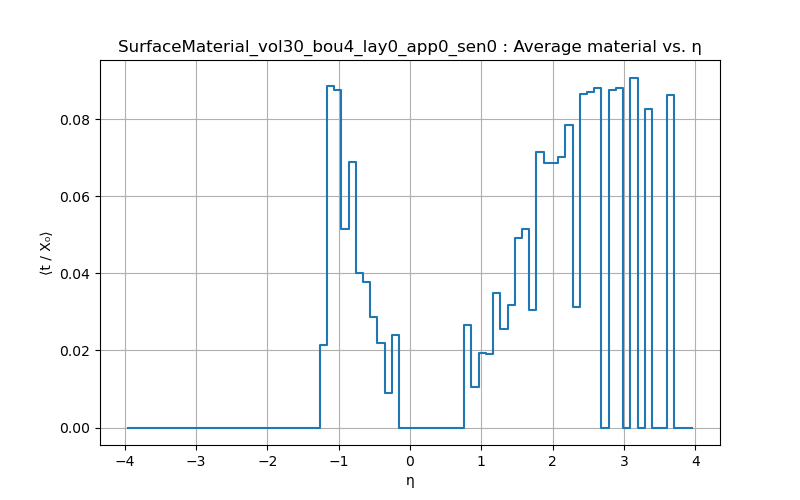 SurfaceMaterial_vol30_bou4_lay0_app0_sen0 : Average material vs. η
0.08
0.06
0.04
0.02
0.00
⟨t / X₀⟩
−4 −3 −2 −1 0 1 2 3 4
η